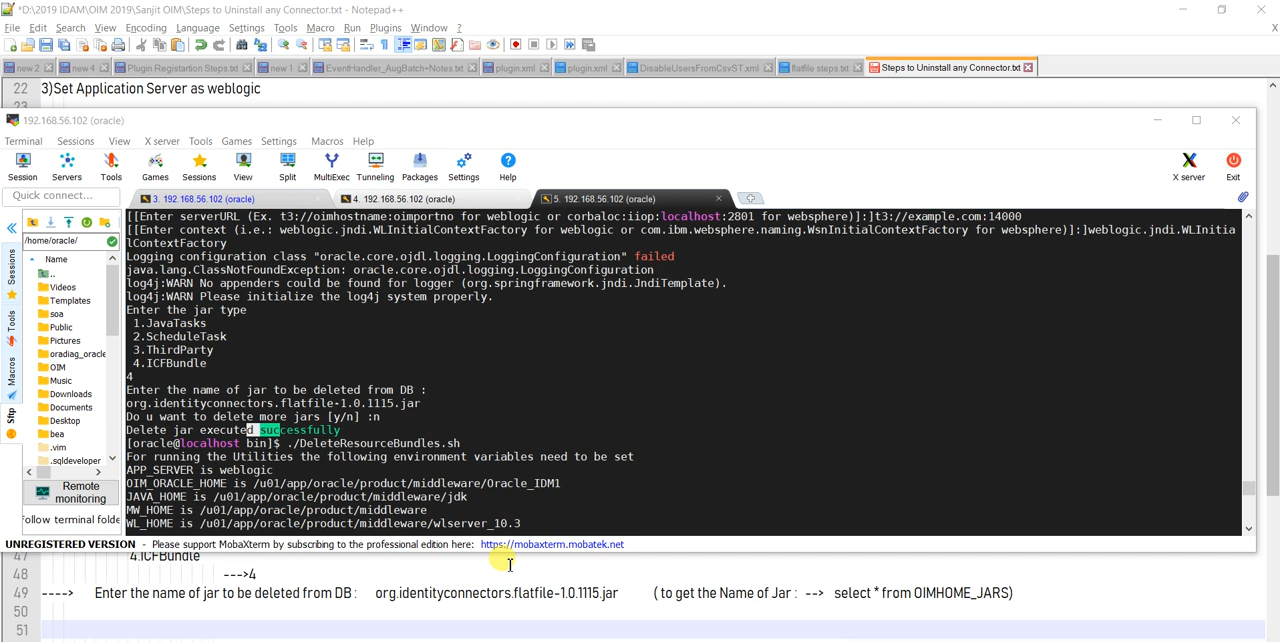 *D:\2019 IDAM\OIM 2019\Sanjit OIM\Steps to Uninstall any Connector.txt - Notepad++
File Edit Search View Encoding Language Settings Tools Macro Run Plugins Window ?
X
new 2 new 4 Plugin Registartion Steps.txt new 1 EventHandler_AugBatch+Notes.txt plugin.xml plugin.xml DisableUsersFromCsvST.xml flatfile steps.txt Steps to Uninstall any Connector.txt
22 3)Set Application Server as weblogic
23
192.168.56.102 (oracle)
Terminal Sessions View X server Tools Games Settings Macros Help
Session Servers Tools Games Sessions View Split MultiExec Tunneling Packages Settings Help X server Exit
Quick connect... 3. 192.168.56.102 (oracle) 4. 192.168.56.102 (oracle) 5. 192.168.56.102 (oracle)
/home/oracle/
Name
..
Videos
Templates
soa
Public
Pictures
oradiag_oracle
OIM
Music
Downloads
Documents
Desktop
bea
.vim
.sqldeveloper
Sessions
Tools
Macros
Sftp
Remote
monitoring
Follow terminal folde
[[Enter serverURL (Ex. t3://oimhostname:oimportno for weblogic or corbaloc:iiop:localhost:2801 for websphere)]:]t3://example.com:14000
[[Enter context (i.e.: weblogic.jndi.WLInitialContextFactory for weblogic or com.ibm.websphere.naming.WsnInitialContextFactory for websphere)]:]weblogic.jndi.WLInitia
lContextFactory
Logging configuration class "oracle.core.ojdl.logging.LoggingConfiguration" failed
java.lang.ClassNotFoundException: oracle.core.ojdl.logging.LoggingConfiguration
log4j:WARN No appenders could be found for logger (org.springframework.jndi.JndiTemplate).
log4j:WARN Please initialize the log4j system properly.
Enter the jar type
1.JavaTasks
2.ScheduleTask
3.ThirdParty
4.ICFBundle
4
Enter the name of jar to be deleted from DB :
org.identityconnectors.flatfile-1.0.1115.jar
Do u want to delete more jars [y/n] :n
Delete jar executed successfully
[oracle@localhost bin]$ ./DeleteResourceBundles.sh
For running the Utilities the following environment variables need to be set
APP_SERVER is weblogic
OIM_ORACLE_HOME is /u01/app/oracle/product/middleware/Oracle_IDM1
JAVA_HOME is /u01/app/oracle/product/middleware/jdk
MW_HOME is /u01/app/oracle/product/middleware
WL_HOME is /u01/app/oracle/product/middleware/wlserver_10.3
UNREGISTERED VERSION - Please support MobaXterm by subscribing to the professional edition here: https://mobaxterm.mobatek.net
47 4.ICFBundle
48 --->4
49 ----> Enter the name of jar to be deleted from DB : org.identityconnectors.flatfile-1.0.1115.jar ( to get the Name of Jar : --> select * from OIMHOME_JARS)
50
51